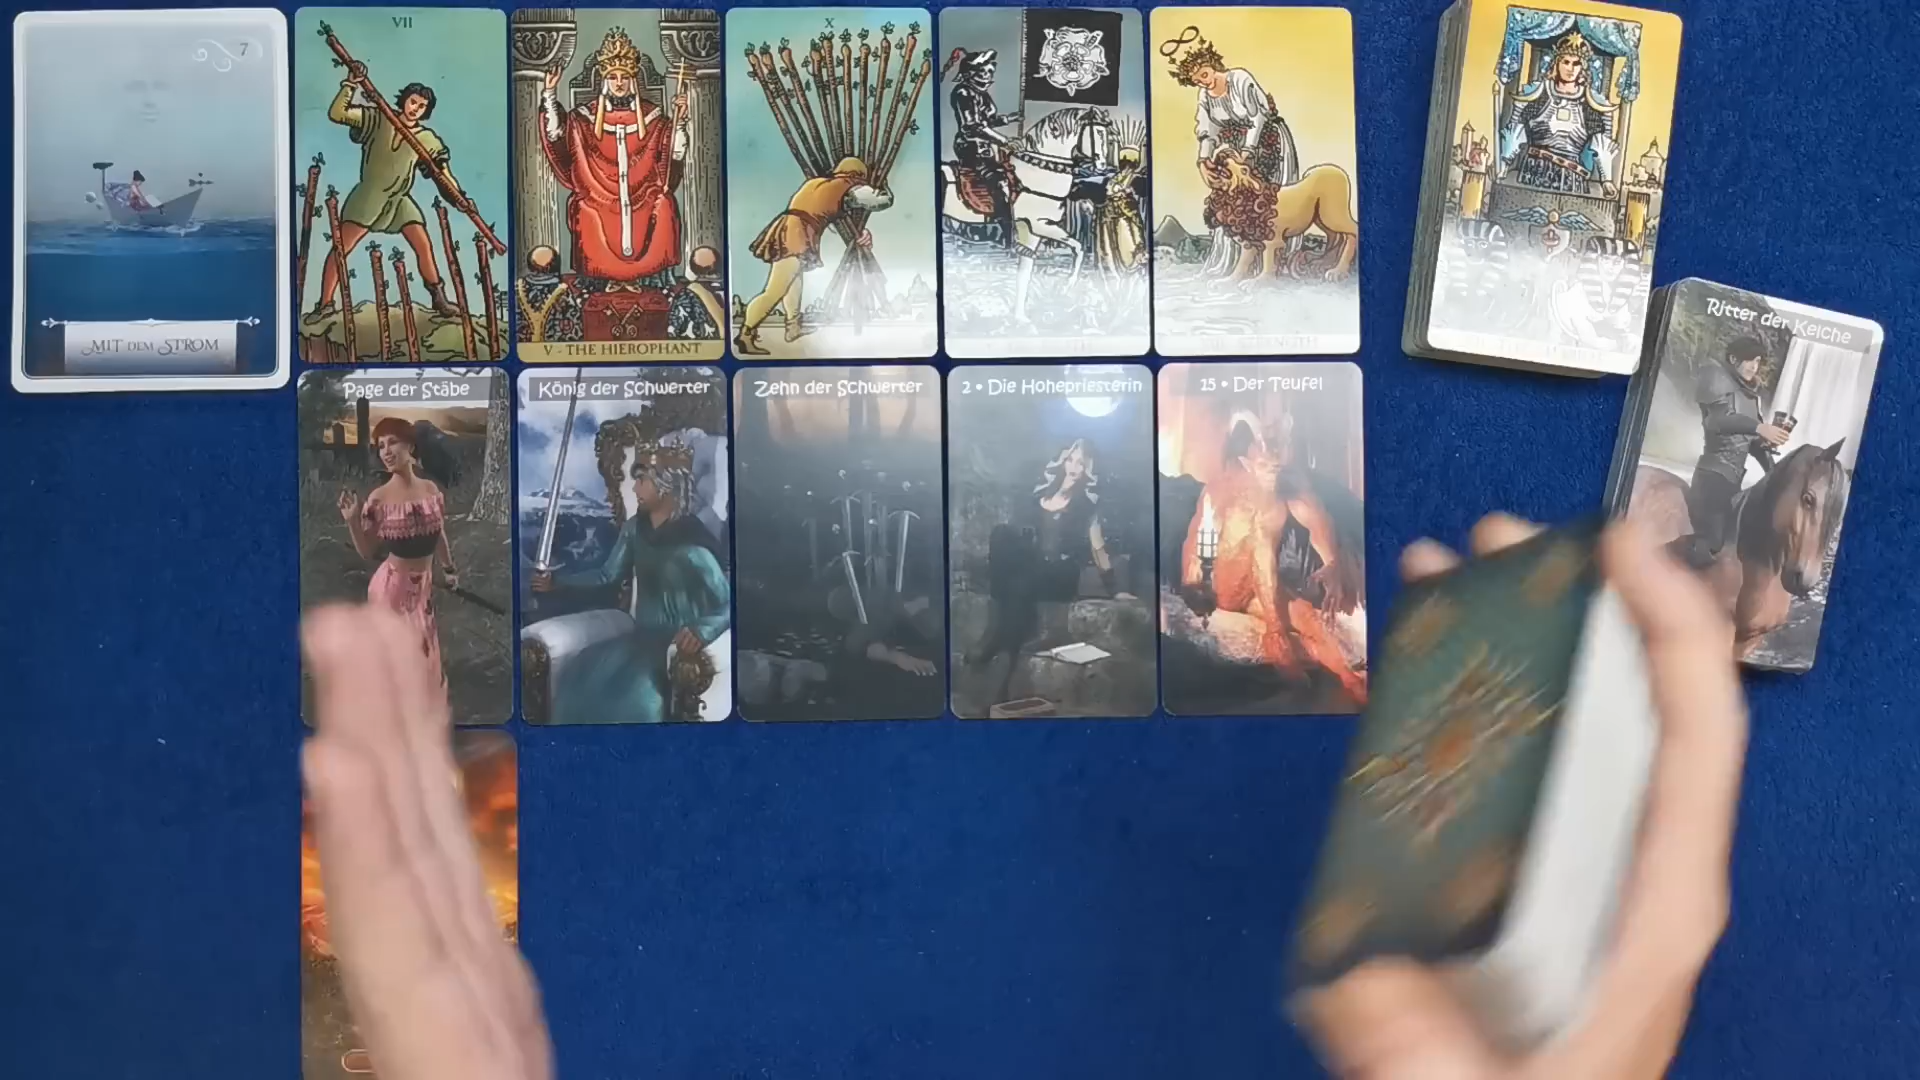 7
MIT DEM STROM
VII
V - THE HIEROPHANT
X
Page der Stäbe
König der Schwerter
Zehn der Schwerter
2 • Die Hohepriesterin
15 • Der Teufel
Ritter der Kelche